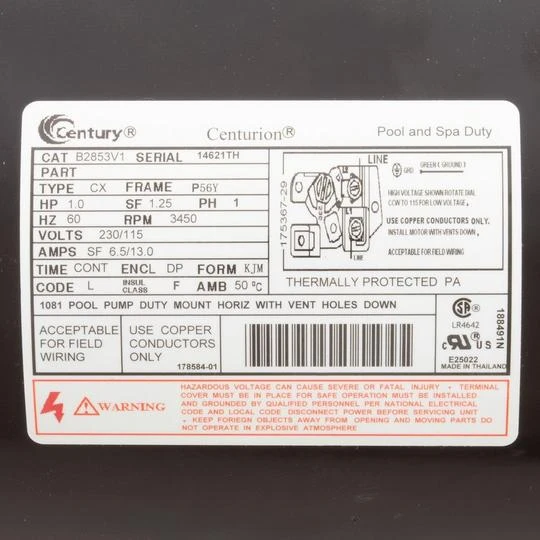 Century® Centurion® Pool and Spa Duty
CAT B2853V1 SERIAL 14621TH
PART
TYPE CX FRAME P56Y
HP 1.0 SF 1.25 PH 1
HZ 60 RPM 3450
VOLTS 230/115
AMPS SF 6.5/13.0
TIME CONT ENCL DP FORM KJM
CODE L INSUL CLASS F AMB 50 °C
LINE
GRD GREEN ( GROUND )
HIGH VOLTAGE SHOWN ROTATE DIAL
CCW TO 115 FOR LOW VOLTAGE .
USE COPPER CONDUCTORS ONLY.
INSTALL MOTOR WITH VENTS DOWN .
ACCEPTABLE FOR FIELD WIRING
175367-29
L2
L1
LINE
THERMALLY PROTECTED PA
1081 POOL PUMP DUTY MOUNT HORIZ WITH VENT HOLES DOWN
ACCEPTABLE
FOR FIELD
WIRING
USE COPPER
CONDUCTORS
ONLY
178584-01
LR4642
188491N
C US
E25022
MADE IN THAILAND
WARNING
HAZARDOUS VOLTAGE CAN CAUSE SEVERE OR FATAL INJURY • TERMINAL
COVER MUST BE IN PLACE FOR SAFE OPERATION MUST BE INSTALLED
AND GROUNDED BY QUALIFIED PERSONNEL PER NATIONAL ELECTRICAL
CODE AND LOCAL CODE DISCONNECT POWER BEFORE SERVICING UNIT
• KEEP FORIEGN OBJECTS AWAY FROM OPENING AND MOVING PARTS DO
NOT OPERATE IN EXPLOSIVE ATMOSPHERE